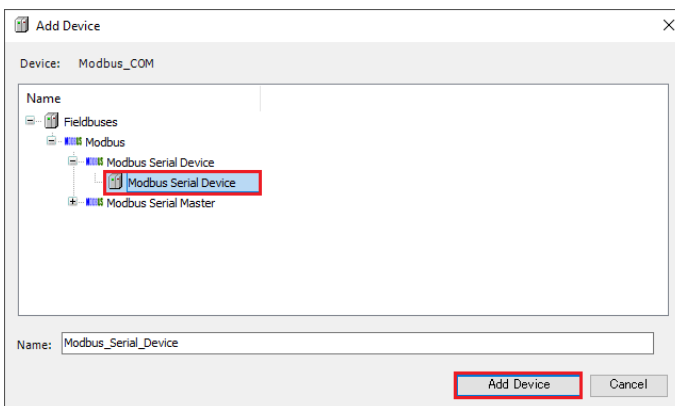 Add Device
Device: Modbus_COM
Name
Fieldbuses
Modbus
Modbus Serial Device
Modbus Serial Device
Modbus Serial Master
Name: Modbus_Serial_Device
Add Device Cancel